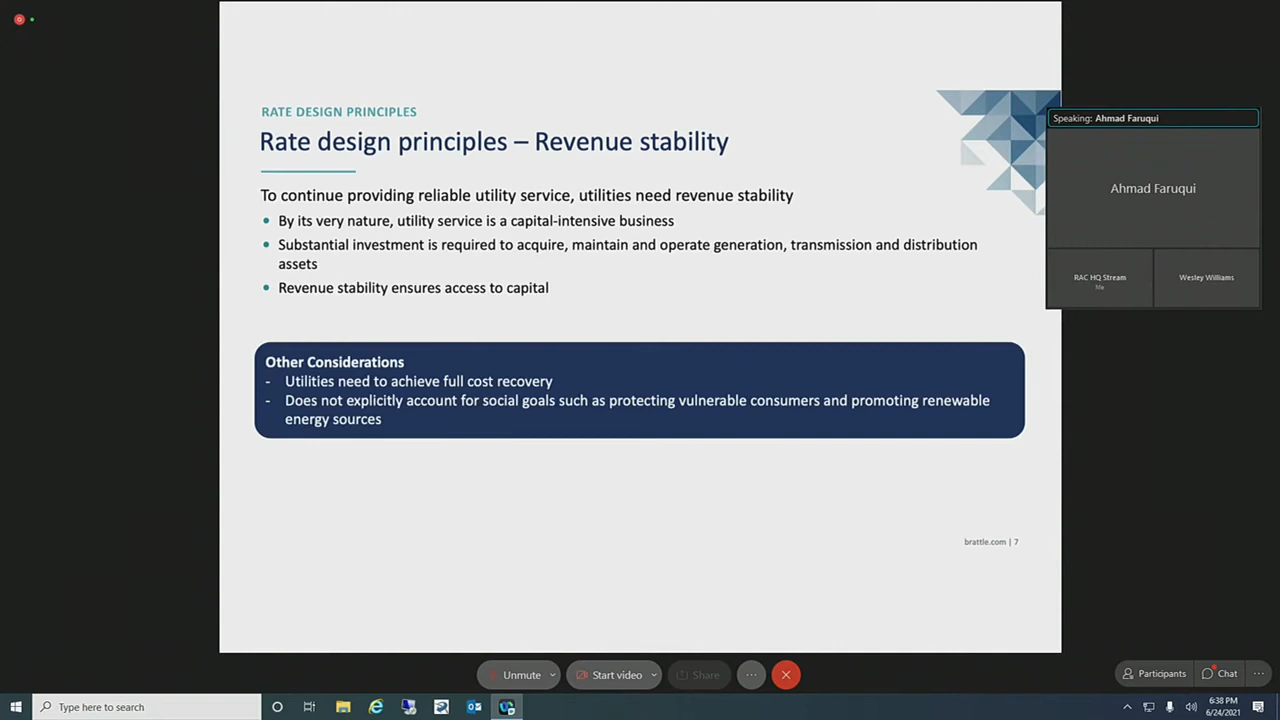 RATE DESIGN PRINCIPLES
Rate design principles – Revenue stability
To continue providing reliable utility service, utilities need revenue stability
• By its very nature, utility service is a capital-intensive business
• Substantial investment is required to acquire, maintain and operate generation, transmission and distribution
assets
• Revenue stability ensures access to capital
Other Considerations
- Utilities need to achieve full cost recovery
- Does not explicitly account for social goals such as protecting vulnerable consumers and promoting renewable
energy sources
brattle.com | 7
Speaking: Ahmad Faruqui
Ahmad Faruqui
RAC HQ Stream
Me
Wesley Williams
Unmute
Start video
Share
Participants
Chat
Type here to search
6:38 PM
6/24/2021